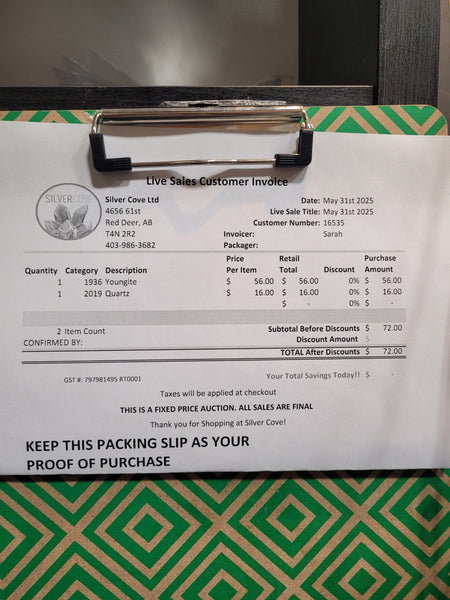 Live Sales Customer Invoice
SILVERCOVE
Silver Cove Ltd
4656 61st
Red Deer, AB
T4N 2R2
403-986-3682
Date: May 31st 2025
Live Sale Title: May 31st 2025
Customer Number: 16535
Invoicer: Sarah
Packager:
Quantity Category Description Price Per Item Retail Total Discount Purchase Amount
1 1936 Youngite $ 56.00 $ 56.00 0% $ 56.00
1 2019 Quartz $ 16.00 $ 16.00 0% $ 16.00
$ - 0% $ -
2 Item Count Subtotal Before Discounts $ 72.00
CONFIRMED BY: Discount Amount $
TOTAL After Discounts $ 72.00
GST #: 797981495 RT0001 Your Total Savings Today!! $ -
Taxes will be applied at checkout
THIS IS A FIXED PRICE AUCTION. ALL SALES ARE FINAL
Thank you for Shopping at Silver Cove!
KEEP THIS PACKING SLIP AS YOUR
PROOF OF PURCHASE